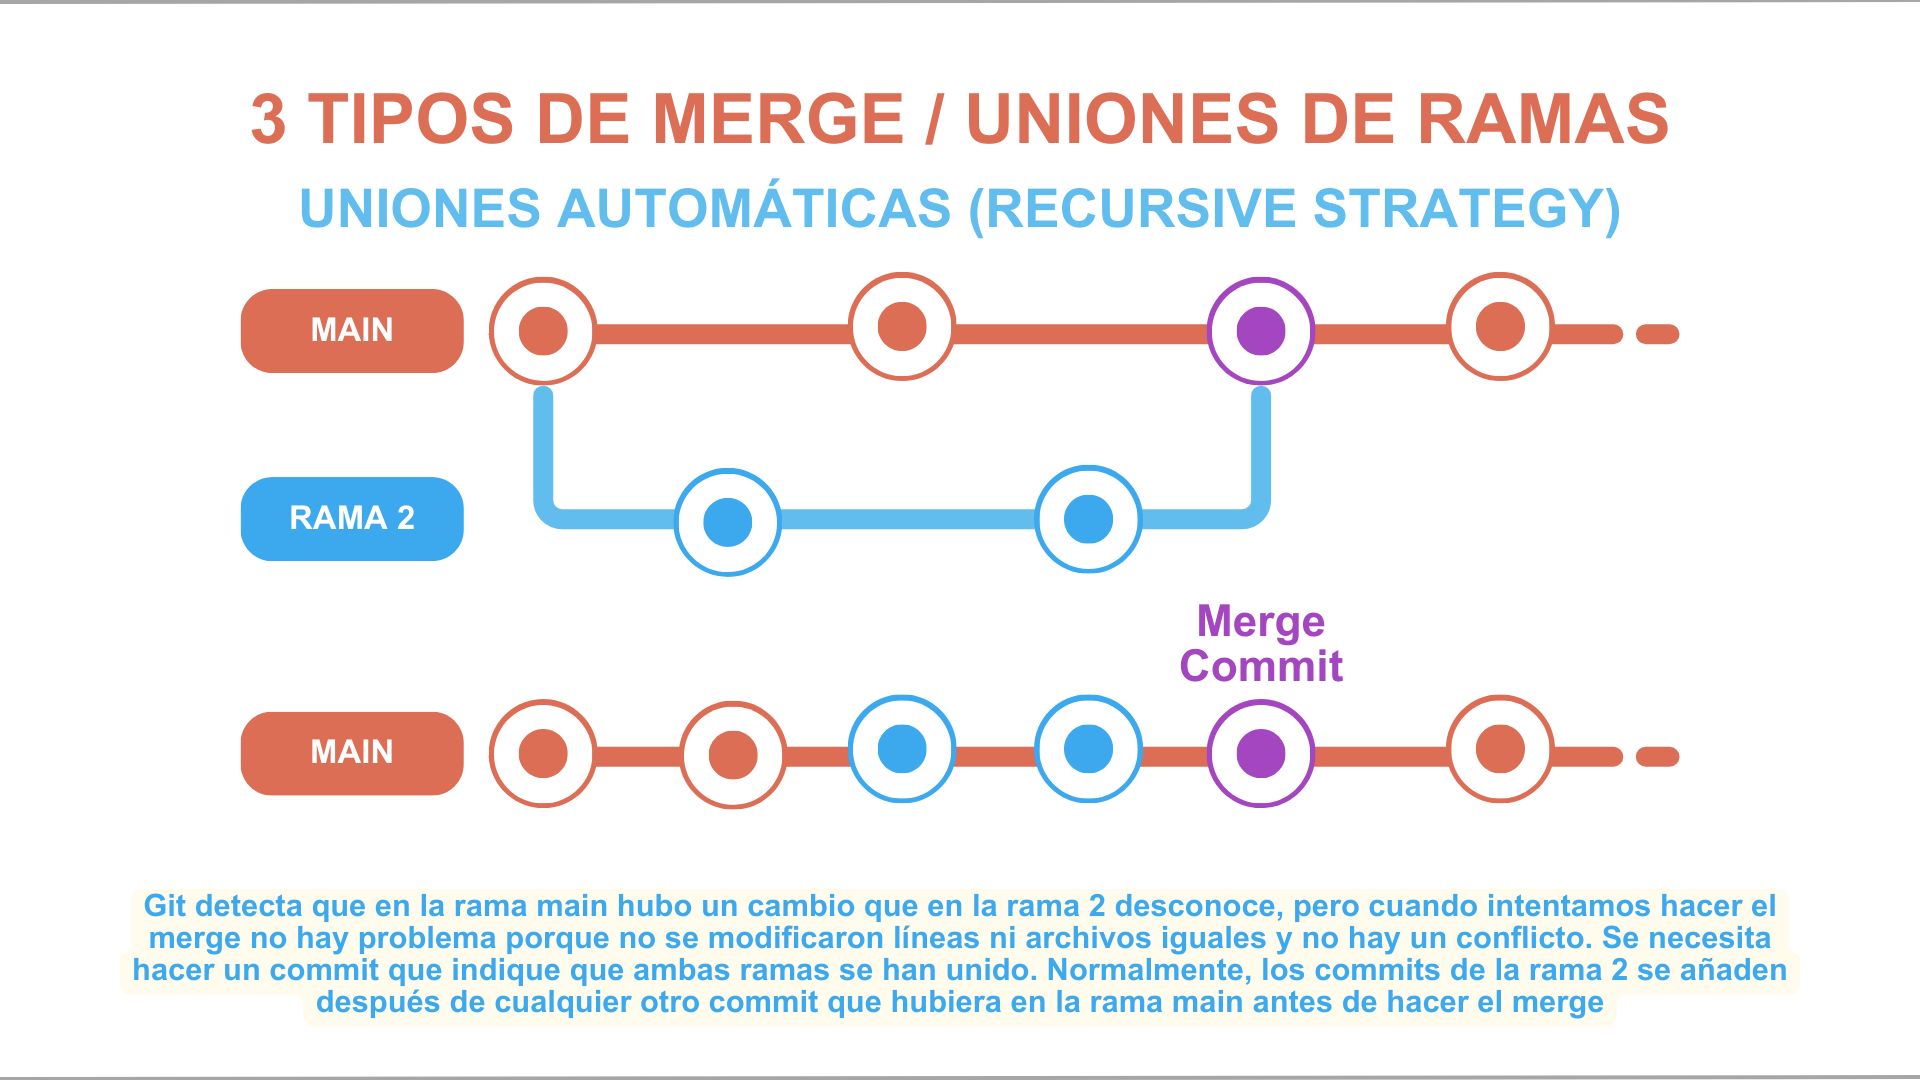 3 TIPOS DE MERGE / UNIONES DE RAMAS
UNIONES AUTOMÁTICAS (RECURSIVE STRATEGY)
MAIN
RAMA 2
Merge
Commit
MAIN
Git detecta que en la rama main hubo un cambio que en la rama 2 desconoce, pero cuando intentamos hacer el
merge no hay problema porque no se modificaron líneas ni archivos iguales y no hay un conflicto. Se necesita
hacer un commit que indique que ambas ramas se han unido. Normalmente, los commits de la rama 2 se añaden
después de cualquier otro commit que hubiera en la rama main antes de hacer el merge